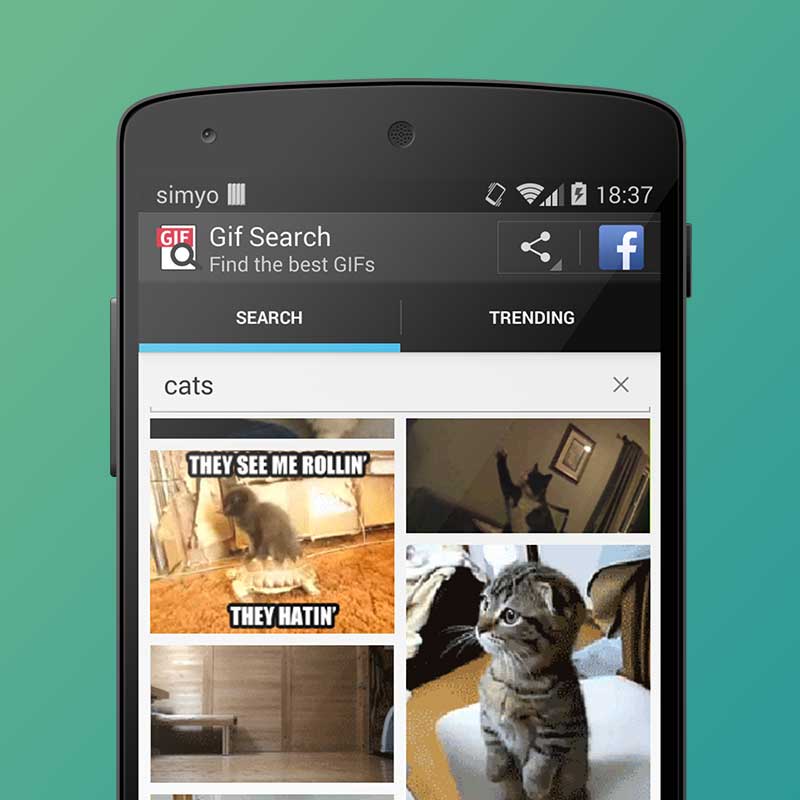 simyo 18:37
GIF Gif Search
Find the best GIFs
SEARCH TRENDING
cats
THEY SEE ME ROLLIN'
THEY HATIN'